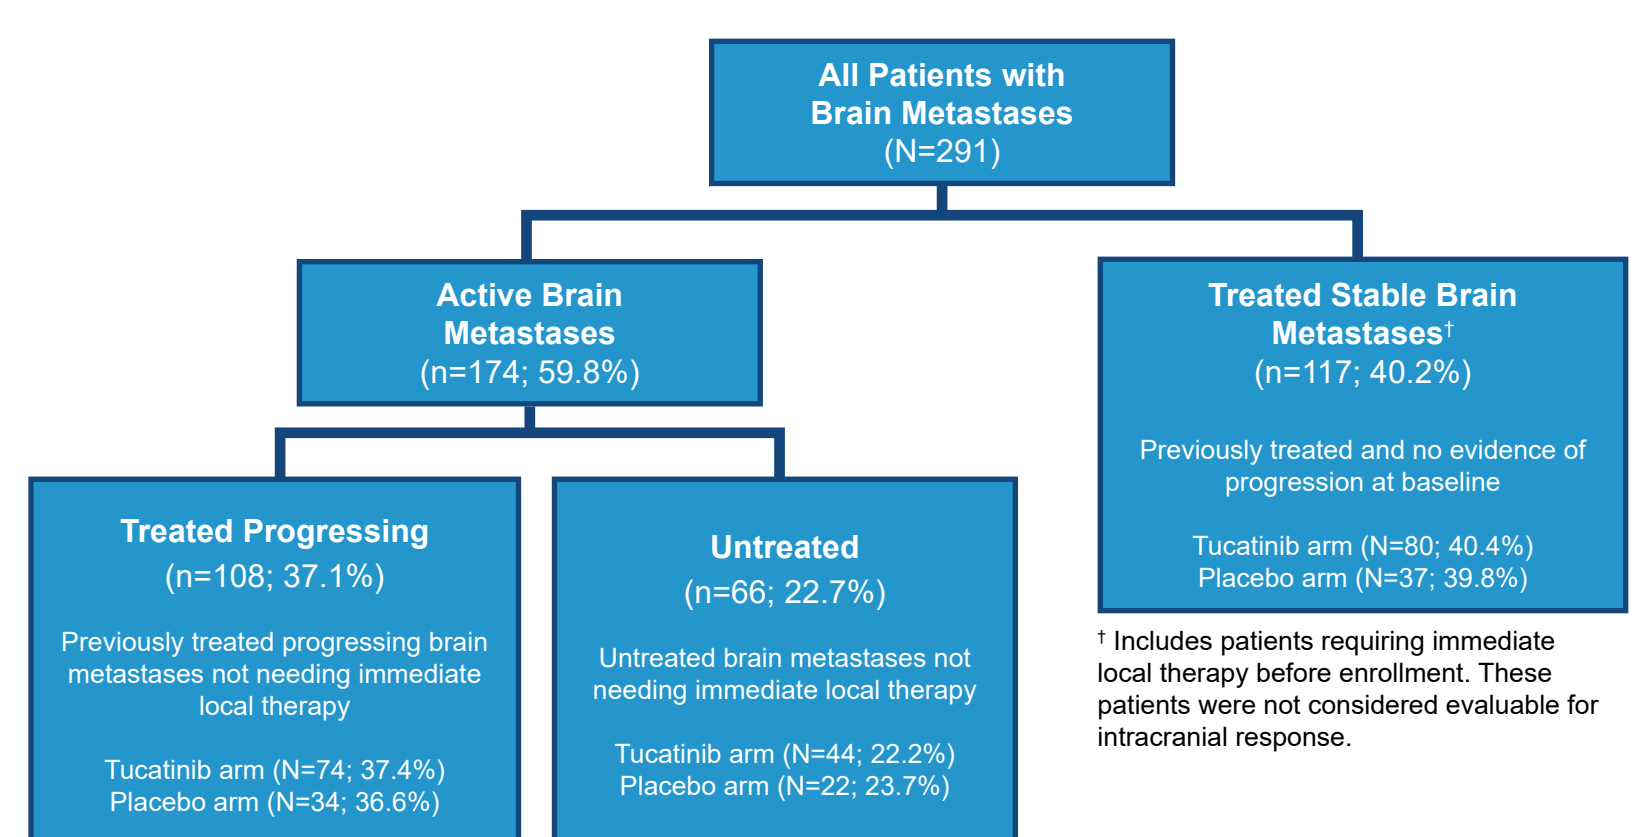 All Patients with
Brain Metastases
(N=291)
Active Brain
Metastases
(n=174; 59.8%)
Treated Stable Brain
Metastases†
(n=117; 40.2%)
Previously treated and no evidence of
progression at baseline
Tucatinib arm (N=80; 40.4%)
Placebo arm (N=37; 39.8%)
Treated Progressing
(n=108; 37.1%)
Previously treated progressing brain
metastases not needing immediate
local therapy
Tucatinib arm (N=74; 37.4%)
Placebo arm (N=34; 36.6%)
Untreated
(n=66; 22.7%)
Untreated brain metastases not
needing immediate local therapy
Tucatinib arm (N=44; 22.2%)
Placebo arm (N=22; 23.7%)
† Includes patients requiring immediate
local therapy before enrollment. These
patients were not considered evaluable for
intracranial response.